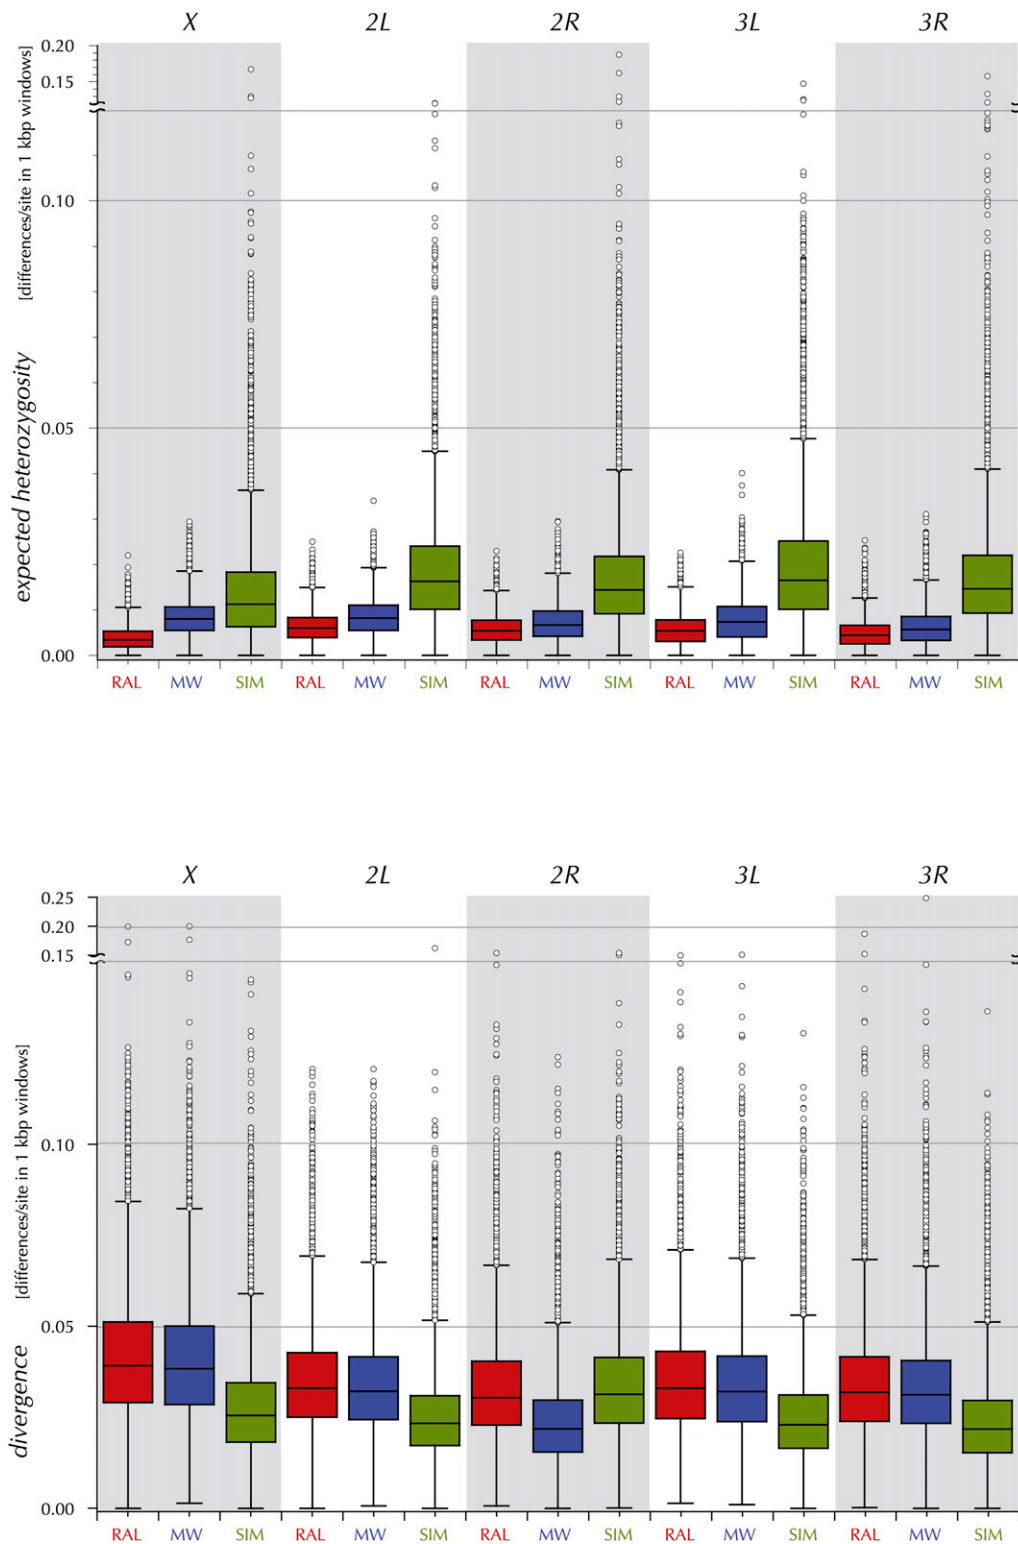 X 2L 2R 3L 3R
0.20
0.15
0.10
0.05
0.00
expected heterozygosity [differences/site in 1 kbp windows]
RAL MW SIM RAL MW SIM RAL MW SIM RAL MW SIM RAL MW SIM
X 2L 2R 3L 3R
0.25
0.20
0.15
0.10
0.05
0.00
divergence [differences/site in 1 kbp windows]
RAL MW SIM RAL MW SIM RAL MW SIM RAL MW SIM RAL MW SIM